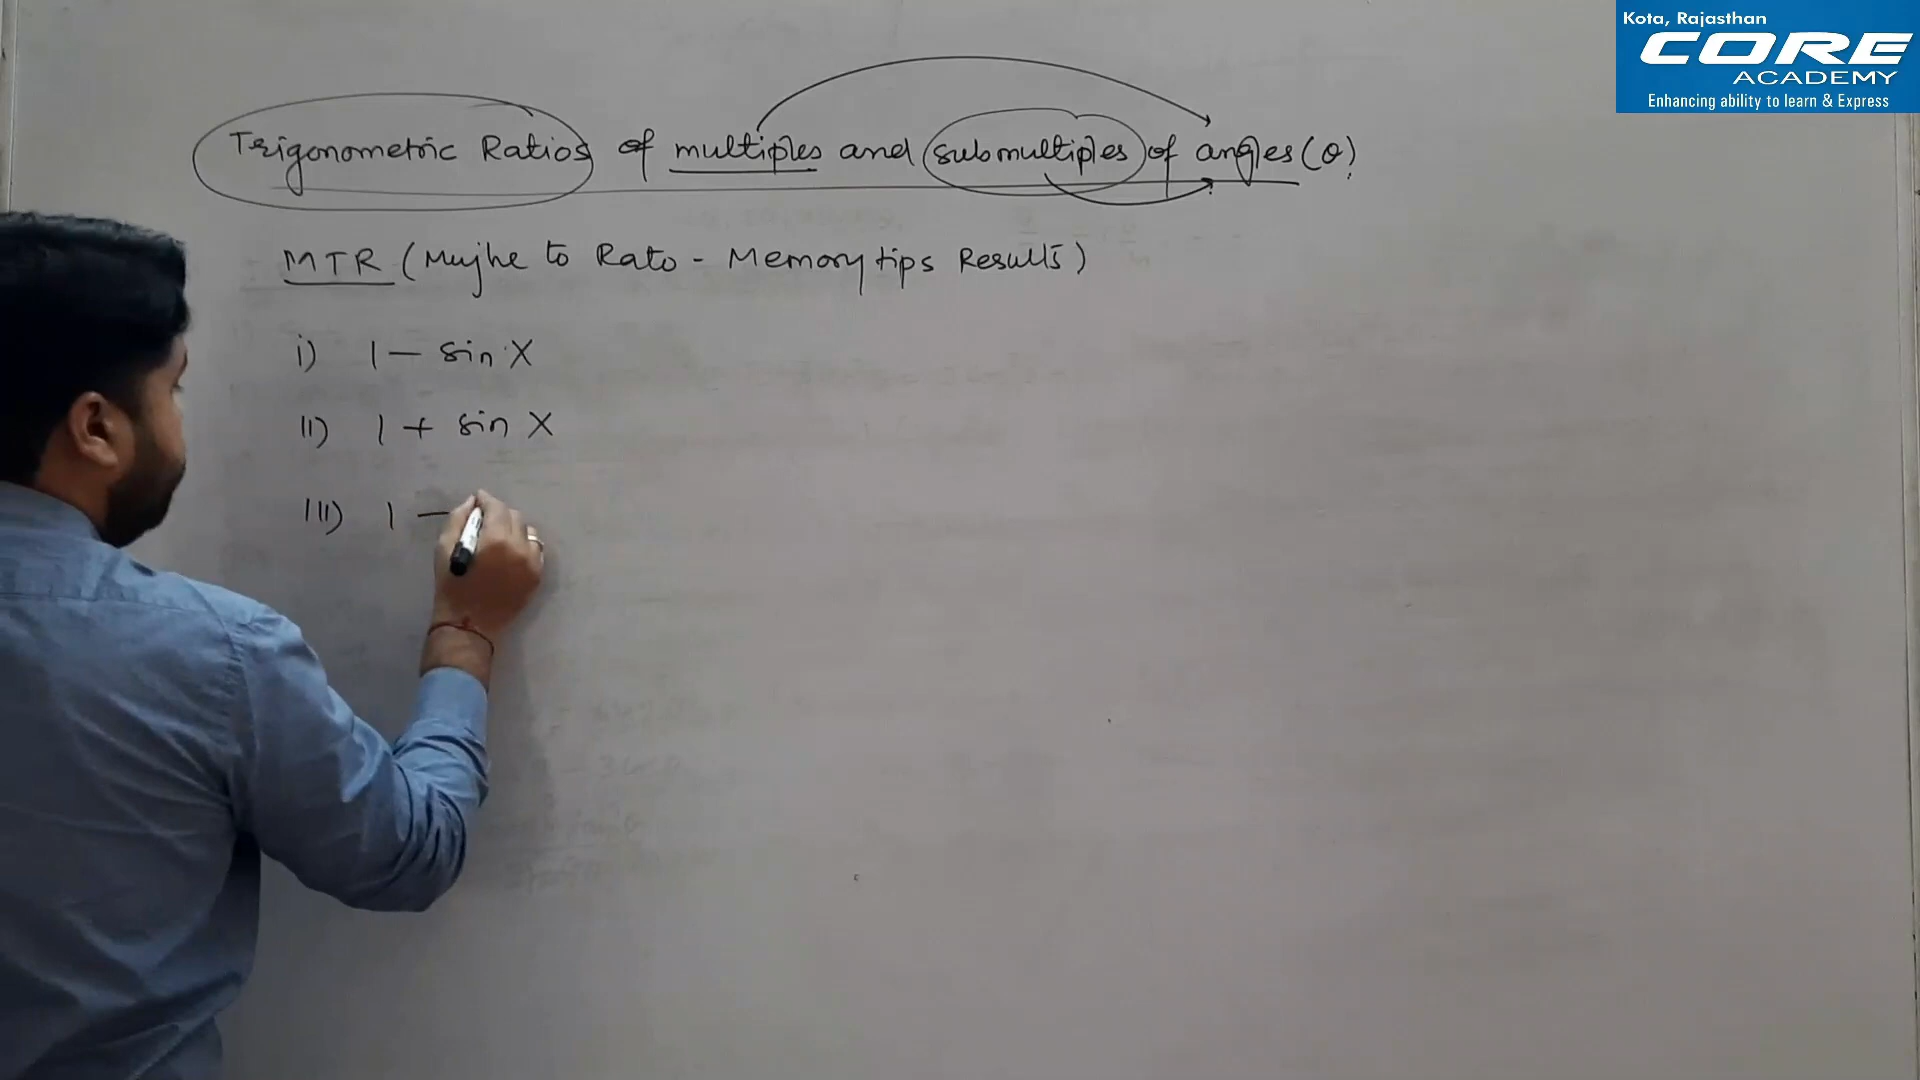 Kota, Rajasthan
CORE
ACADEMY
Enhancing ability to learn & Express
Trigonometric Ratios of multiples and submultiples of angles (θ)
MTR (Mujhe to Rato - Memory tips Results)
i) 1 - sin X
ii) 1 + sin X
iii) 1 -